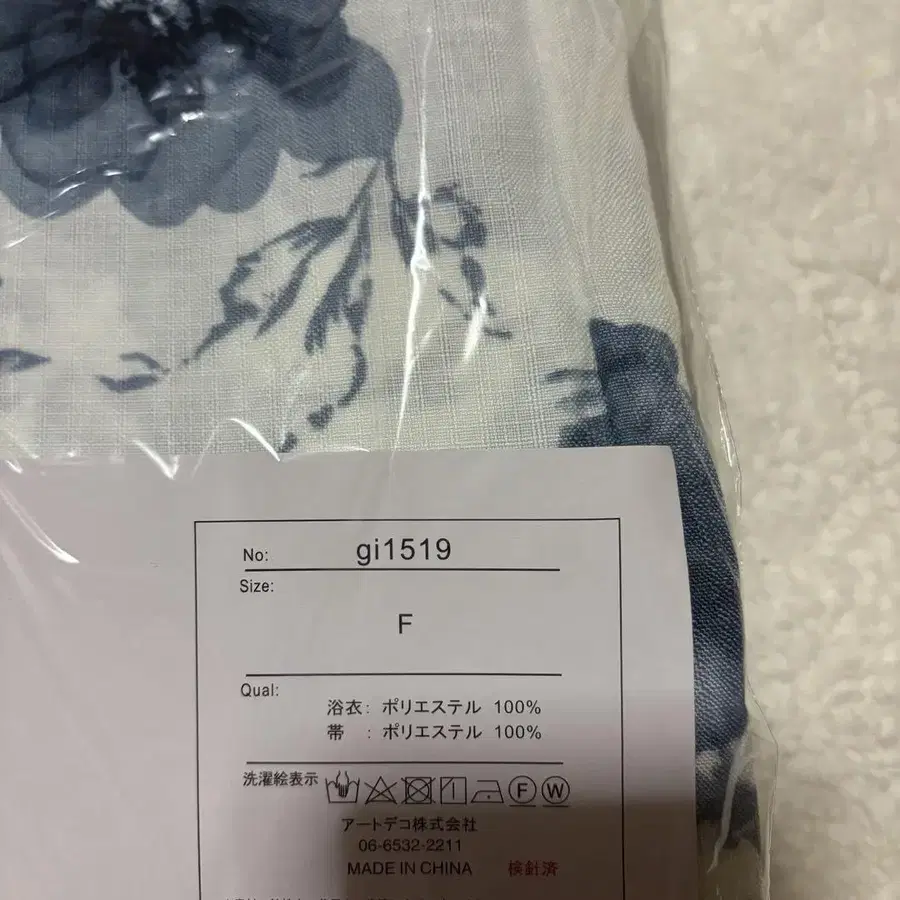 No: gi1519
Size:
F
Qual:
浴衣: ポリエステル 100%
帯 : ポリエステル 100%
洗濯絵表示 F W
アートデコ株式会社
06-6532-2211
MADE IN CHINA 検針済